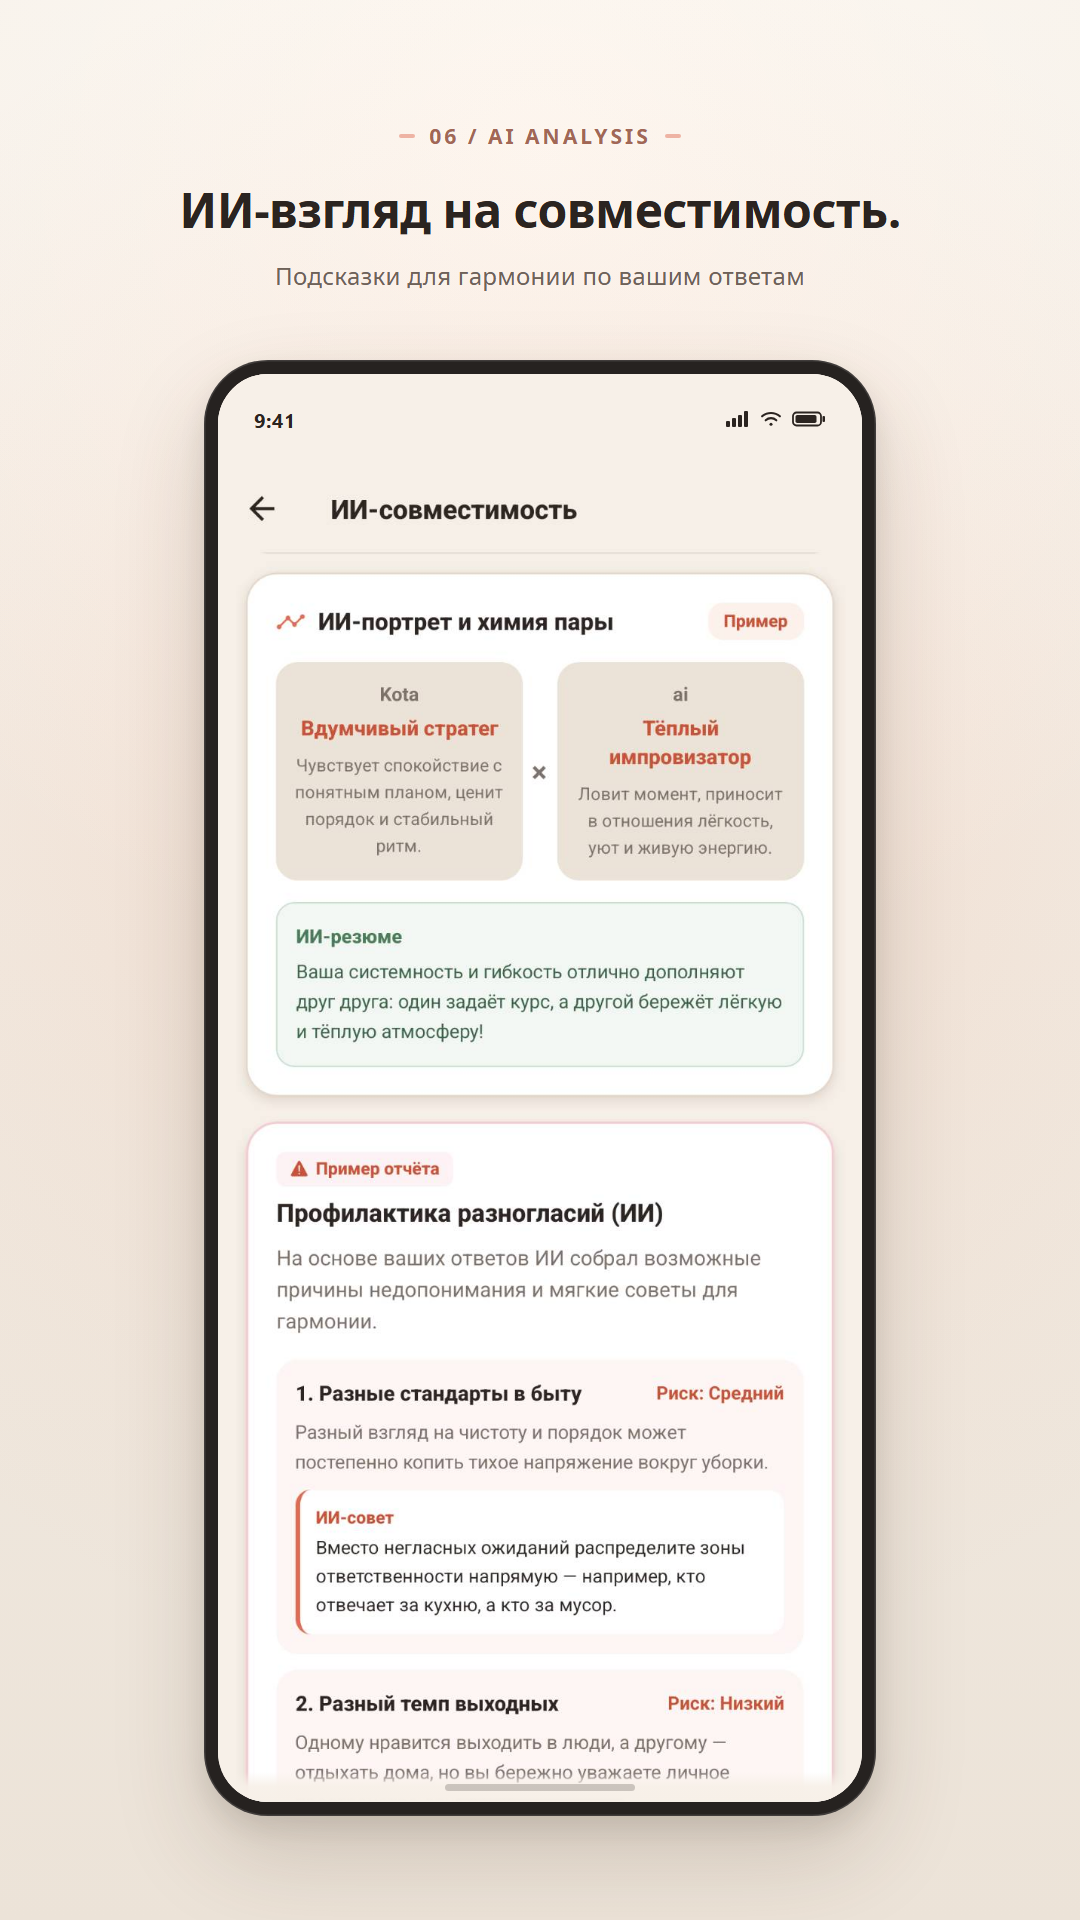 06 / AI ANALYSIS
ИИ-взгляд на совместимость.
Подсказки для гармонии по вашим ответам
9:41
ИИ-совместимость
ИИ-портрет и химия пары
Пример
Kota
Вдумчивый стратег
Чувствует спокойствие с
понятным планом, ценит
порядок и стабильный
ритм.
×
ai
Тёплый
импровизатор
Ловит момент, приносит
в отношения лёгкость,
уют и живую энергию.
ИИ-резюме
Ваша системность и гибкость отлично дополняют
друг друга: один задаёт курс, а другой бережёт лёгкую
и тёплую атмосферу!
Пример отчёта
Профилактика разногласий (ИИ)
На основе ваших ответов ИИ собрал возможные
причины недопонимания и мягкие советы для
гармонии.
1. Разные стандарты в быту
Риск: Средний
Разный взгляд на чистоту и порядок может
постепенно копить тихое напряжение вокруг уборки.
ИИ-совет
Вместо негласных ожиданий распределите зоны
ответственности напрямую — например, кто
отвечает за кухню, а кто за мусор.
2. Разный темп выходных
Риск: Низкий
Одному нравится выходить в люди, а другому —
отдыхать дома, но вы бережно уважаете личное